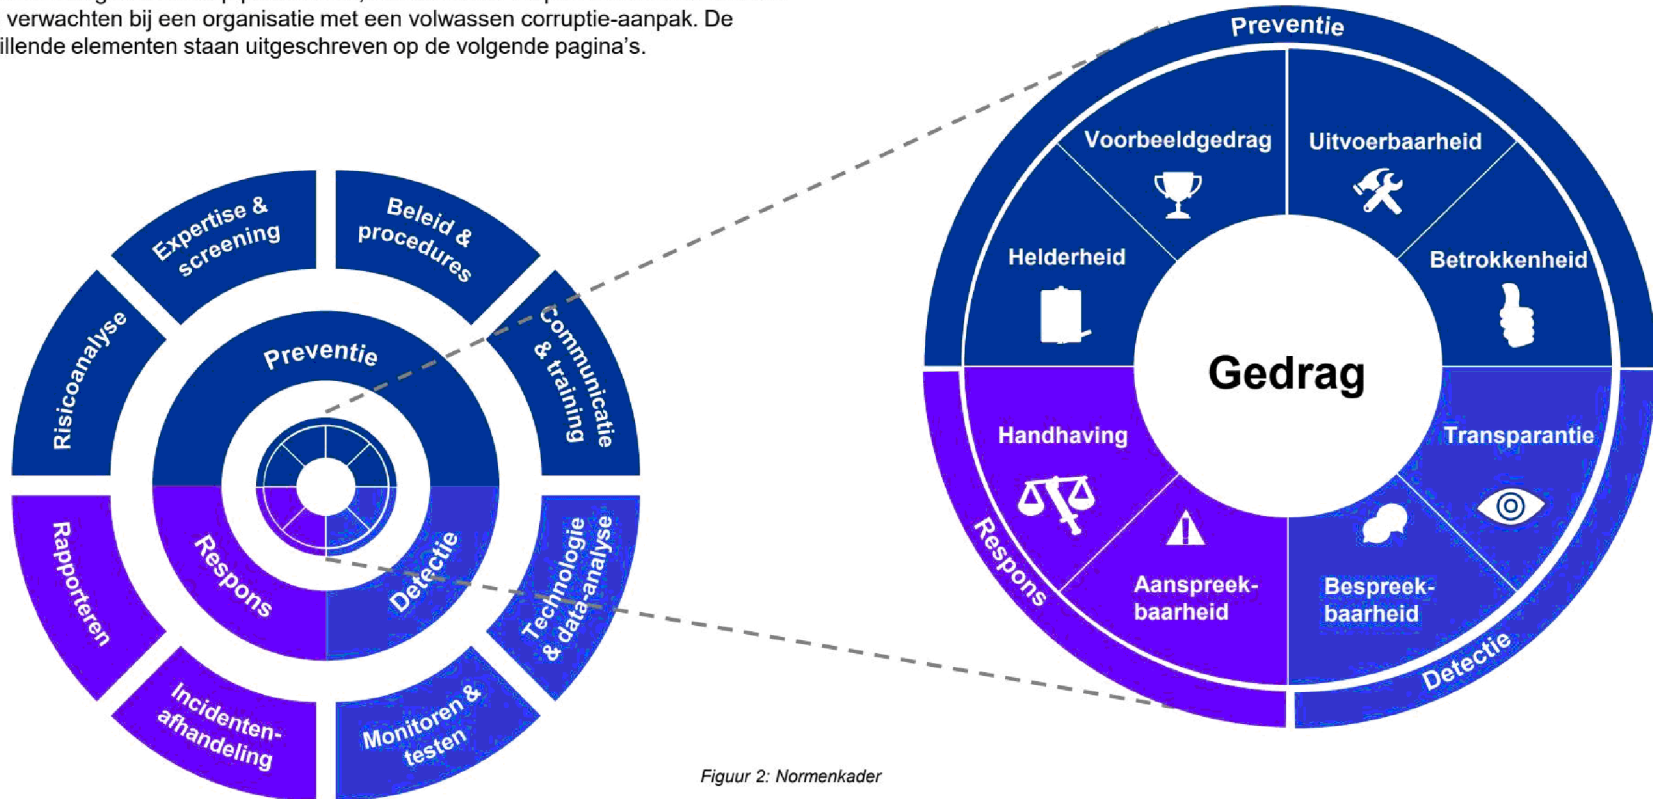 verwachten bij een organisatie met een volwassen corruptie-aanpak. De
illende elementen staan uitgeschreven op de volgende pagina's.
Expertise &
screening
Beleid &
procedures
Risicoanalyse
Communicatie
& training
Preventie
Respons
Detectie
Rapporteren
Technologie
& data-analyse
Incidenten-
afhandeling
Monitoren &
testen
Preventie
Voorbeeldgedrag
Uitvoerbaarheid
Helderheid
Betrokkenheid
Gedrag
Handhaving
Transparantie
Aanspreek-
baarheid
Bespreek-
baarheid
Respons
Detectie
Figuur 2: Normenkader